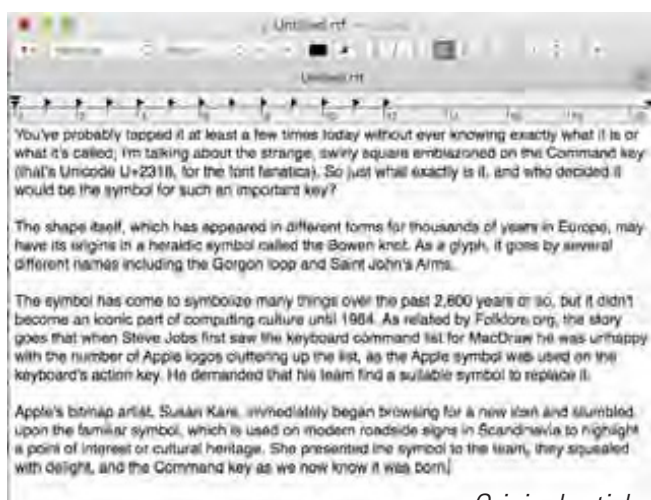 Untitled.rtf
Untitled.rtf
You've probably tapped it at least a few times today without ever knowing exactly what it is or
what it's called; I'm talking about the strange, swirly square emblazoned on the Command key
(that's Unicode U+2318, for the font fanatics). So just what exactly is it, and who decided it
would be the symbol for such an important key?
The shape itself, which has appeared in different forms for thousands of years in Europe, may
have its origins in a heraldic symbol called the Bowen knot. As a glyph, it goes by several
different names including the Gorgon loop and Saint John's Arms.
The symbol has come to symbolize many things over the past 2,600 years or so, but it didn't
become an iconic part of computing culture until 1984. As related by Folklore.org, the story
goes that when Steve Jobs first saw the keyboard command list for MacDraw he was unhappy
with the number of Apple logos cluttering up the list, as the Apple symbol was used on the
keyboard's action key. He demanded that his team find a suitable symbol to replace it.
Apple's bitmap artist, Susan Kare, immediately began browsing for a new icon and stumbled
upon the familiar symbol, which is used on modern roadside signs in Scandinavia to highlight
a point of interest or cultural heritage. She presented the symbol to the team, they squealed
with delight, and the Command key as we now know it was born.